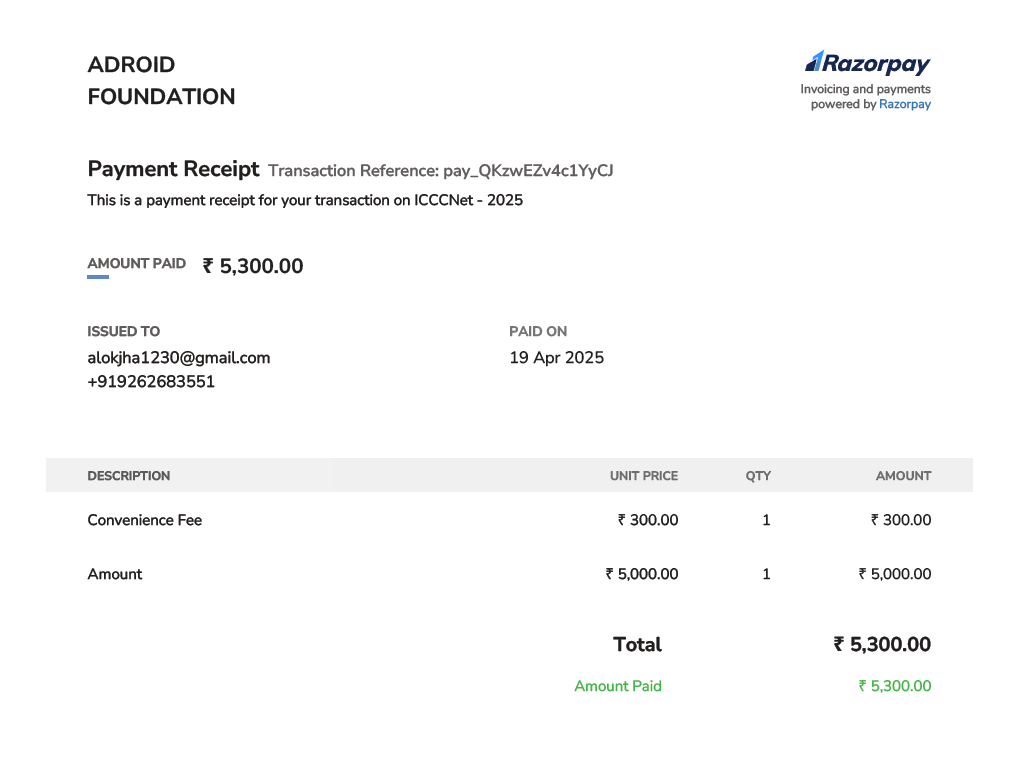 ADROID
FOUNDATION
Razorpay
Invoicing and payments
powered by Razorpay
Payment Receipt Transaction Reference: pay_QKzwEZv4c1YyCJ
This is a payment receipt for your transaction on ICCCNet - 2025
AMOUNT PAID ₹ 5,300.00
ISSUED TO PAID ON
alokjha1230@gmail.com 19 Apr 2025
+919262683551
DESCRIPTION UNIT PRICE QTY AMOUNT
Convenience Fee ₹ 300.00 1 ₹ 300.00
Amount ₹ 5,000.00 1 ₹ 5,000.00
Total ₹ 5,300.00
Amount Paid ₹ 5,300.00